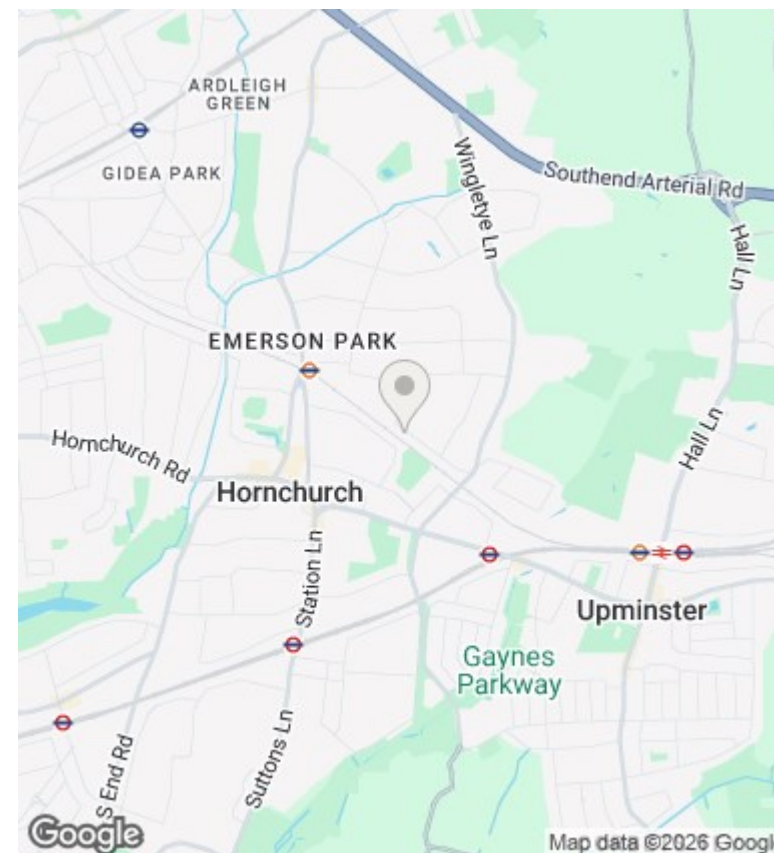 ARDLEIGH
GREEN
GIDEA PARK
Wingletye Ln
Southend Arterial Rd
Hall Ln
EMERSON PARK
Hornchurch Rd
Hall Ln
Hornchurch
Station Ln
Upminster
Gaynes
Parkway
Suttons Ln
S End Rd
Google
Map data ©2026 Googl